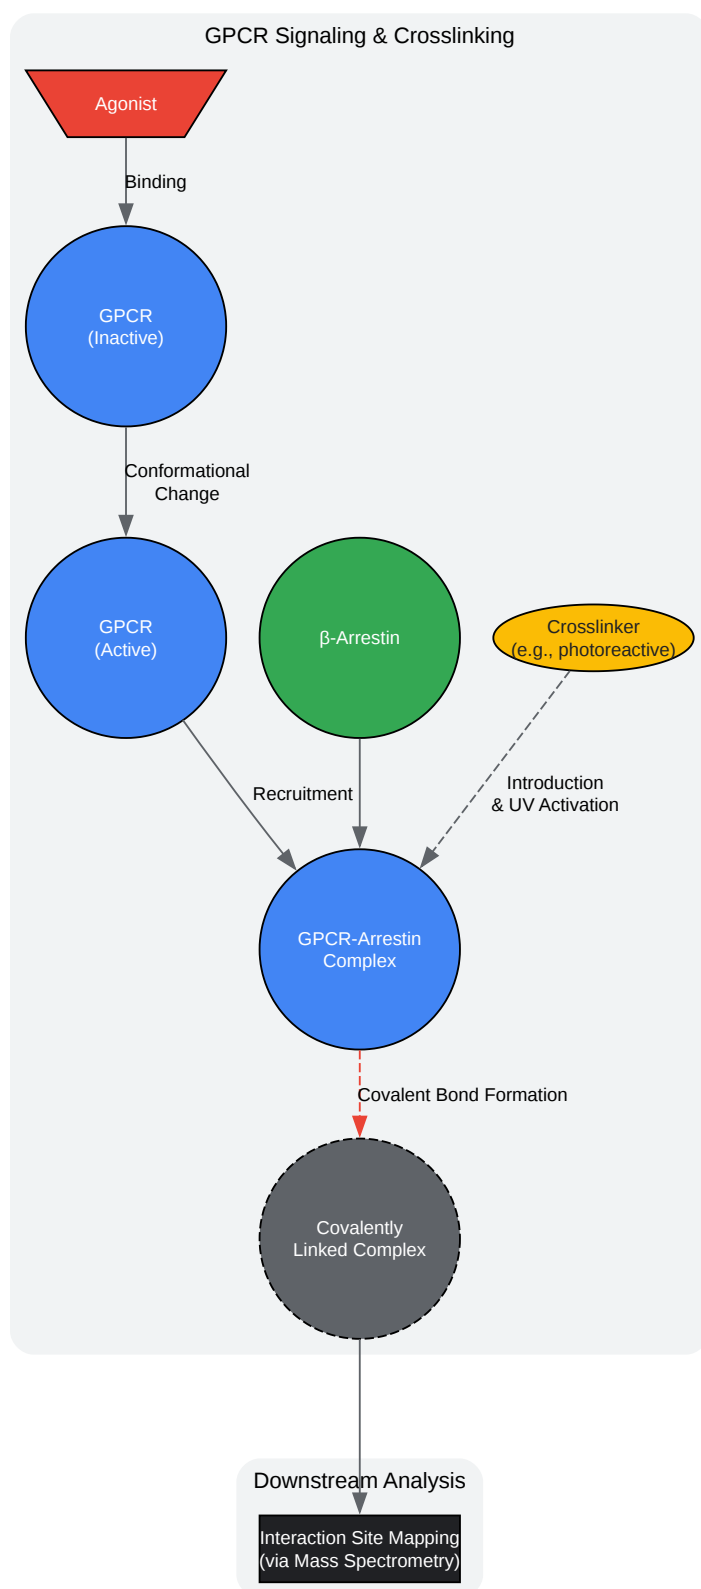 GPCR Signaling & Crosslinking
Agonist
Binding
GPCR
(Inactive)
Conformational
Change
GPCR
(Active)
β-Arrestin
Crosslinker
(e.g., photoreactive)
Recruitment
Introduction
& UV Activation
GPCR-Arrestin
Complex
Covalent Bond Formation
Covalently
Linked Complex
Downstream Analysis
Interaction Site Mapping
(via Mass Spectrometry)